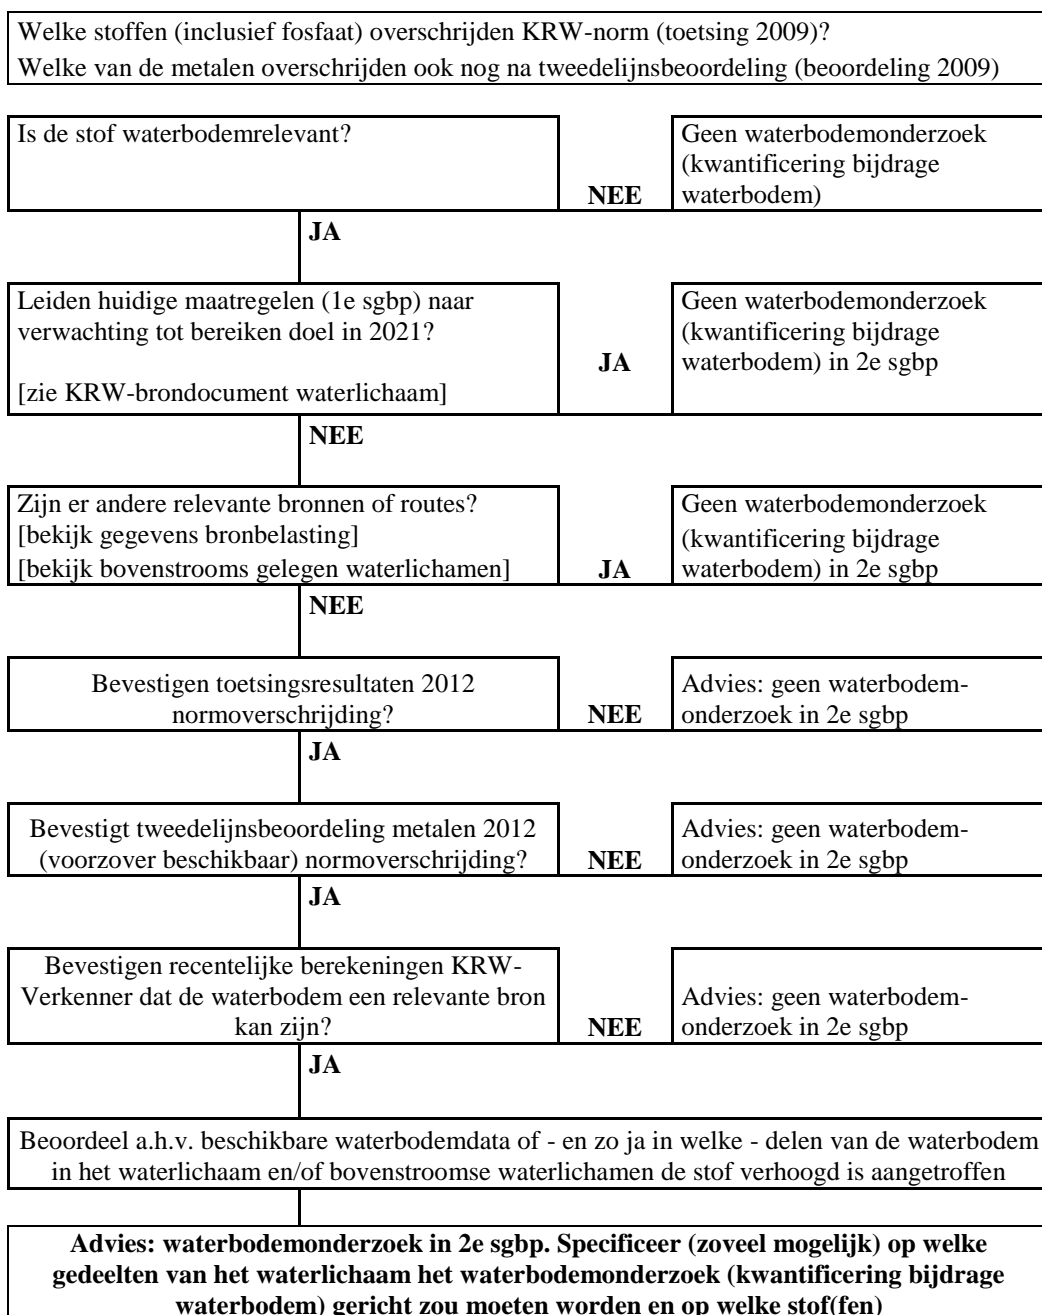 Welke stoffen (inclusief fosfaat) overschrijden KRW-norm (toetsing 2009)?
Welke van de metalen overschrijden ook nog na tweedelijnsbeoordeling (beoordeling 2009)
Is de stof waterbodemrelevant?
NEE
Geen waterbodemonderzoek
(kwantificering bijdrage
waterbodem)
JA
Leiden huidige maatregelen (1e sgbp) naar
verwachting tot bereiken doel in 2021?
[zie KRW-brondocument waterlichaam]
JA
Geen waterbodemonderzoek
(kwantificering bijdrage
waterbodem) in 2e sgbp
NEE
Zijn er andere relevante bronnen of routes?
[bekijk gegevens bronbelasting]
[bekijk bovenstrooms gelegen waterlichamen]
JA
Geen waterbodemonderzoek
(kwantificering bijdrage
waterbodem) in 2e sgbp
NEE
Bevestigen toetsingsresultaten 2012
normoverschrijding?
NEE
Advies: geen waterbodem-
onderzoek in 2e sgbp
JA
Bevestigt tweedelijnsbeoordeling metalen 2012
(voorzover beschikbaar) normoverschrijding?
NEE
Advies: geen waterbodem-
onderzoek in 2e sgbp
JA
Bevestigen recentelijke berekeningen KRW-
Verkenner dat de waterbodem een relevante bron
kan zijn?
NEE
Advies: geen waterbodem-
onderzoek in 2e sgbp
JA
Beoordeel a.h.v. beschikbare waterbodemdata of - en zo ja in welke - delen van de waterbodem
in het waterlichaam en/of bovenstroomse waterlichamen de stof verhoogd is aangetroffen
Advies: waterbodemonderzoek in 2e sgbp. Specificeer (zoveel mogelijk) op welke
gedeelten van het waterlichaam het waterbodemonderzoek (kwantificering bijdrage
waterbodem) gericht zou moeten worden en op welke stof(fen)